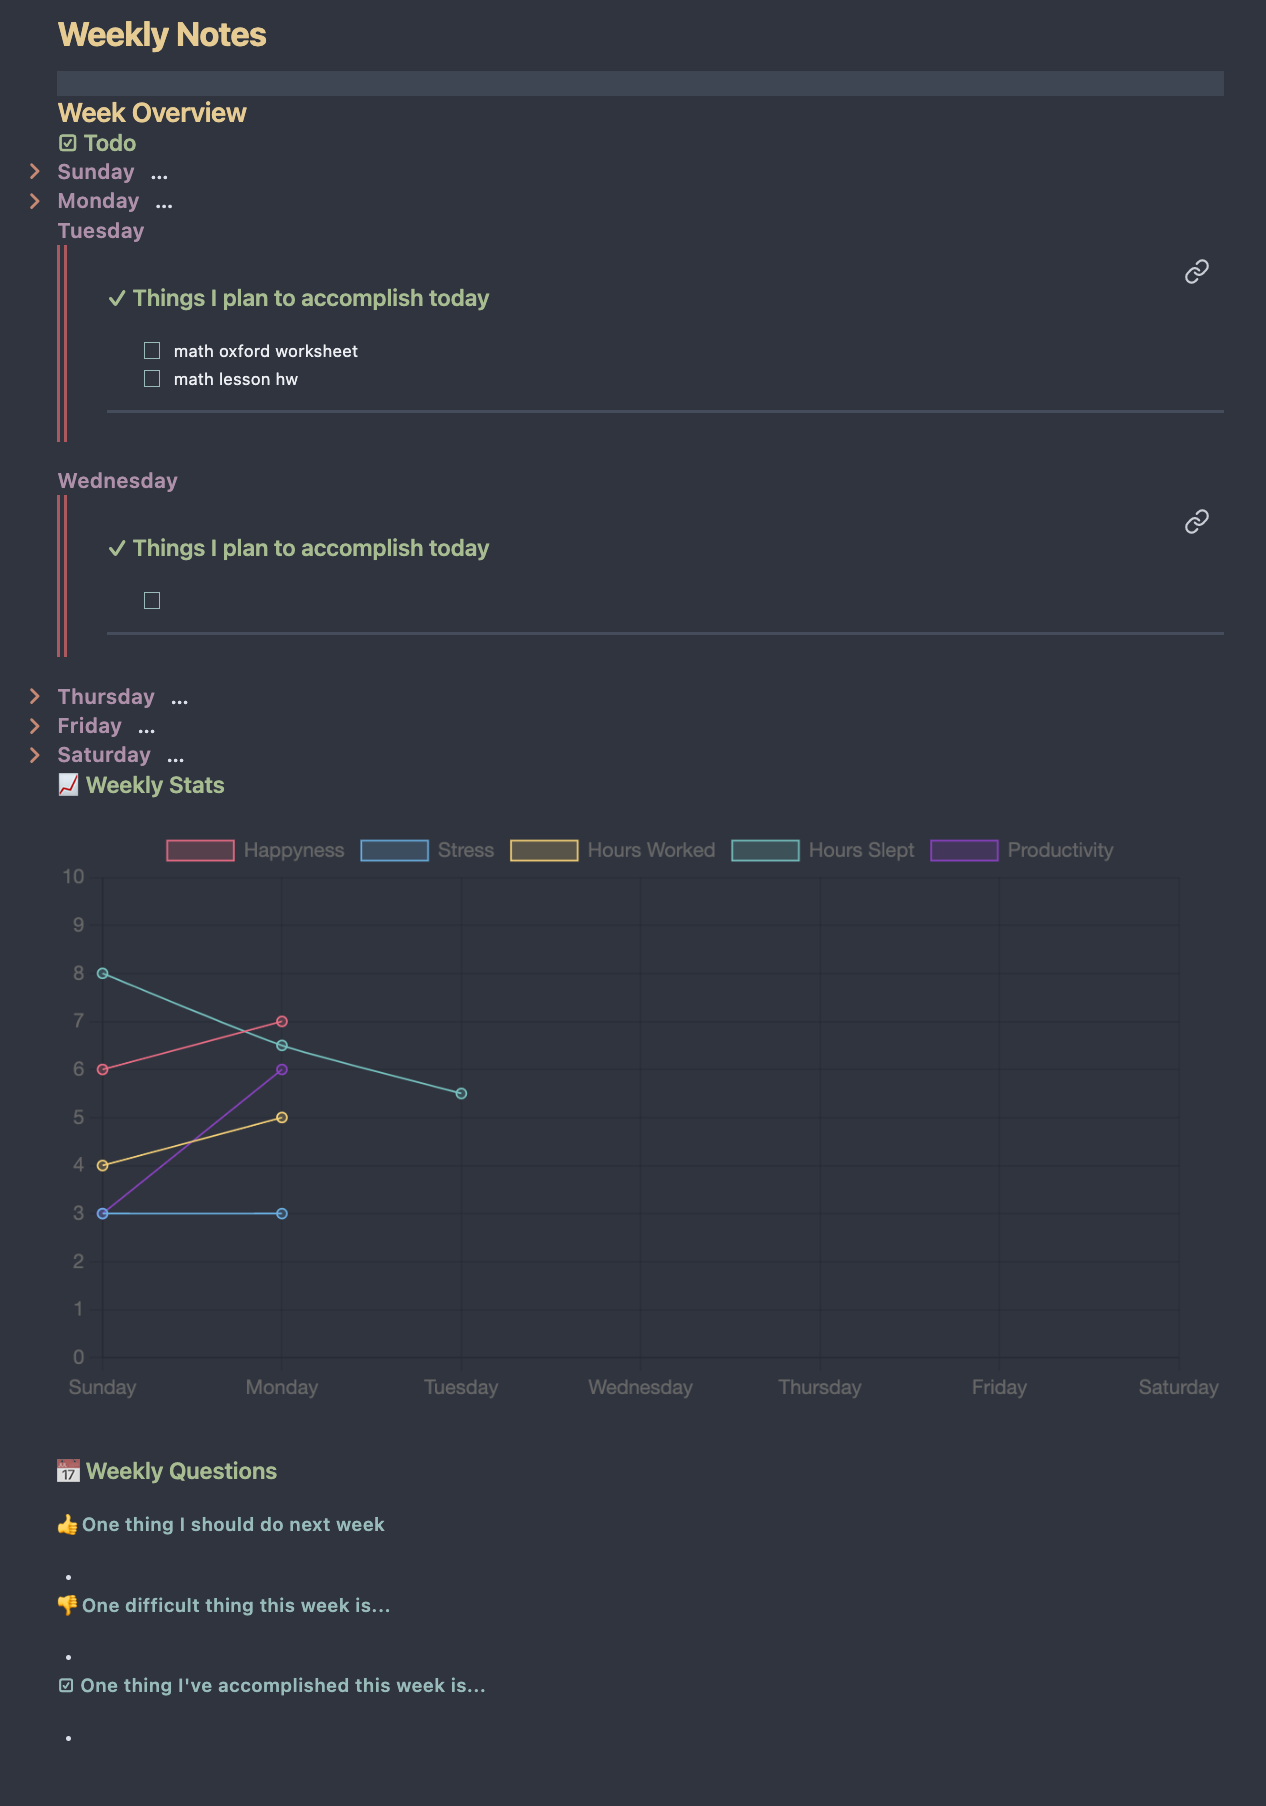 Weekly Notes
Week Overview
Todo
Sunday ...
Monday ...
Tuesday
Things I plan to accomplish today
math oxford worksheet
math lesson hw
Wednesday
Things I plan to accomplish today
Thursday ...
Friday ...
Saturday ...
Weekly Stats
Happyness Stress Hours Worked Hours Slept Productivity
10
9
8
7
6
5
4
3
2
1
0
Sunday Monday Tuesday Wednesday Thursday Friday Saturday
17 Weekly Questions
One thing I should do next week
One difficult thing this week is...
One thing I've accomplished this week is...